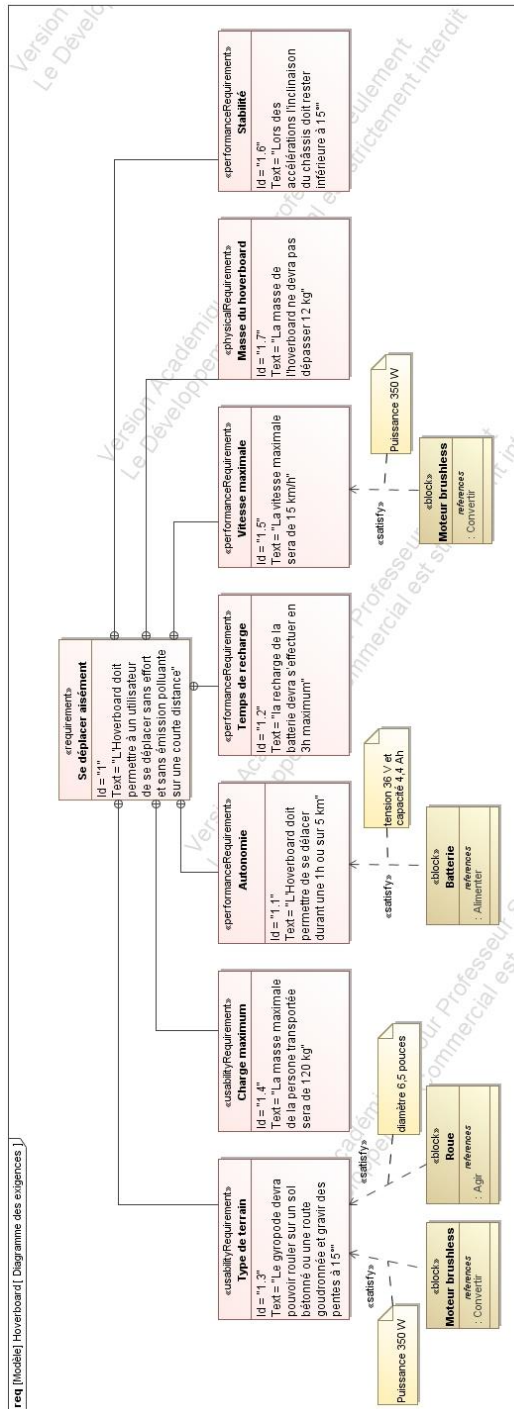 req [Modèle] Hoverboard [ Diagramme des exigences ]
«requirement»
Se déplacer aisément
Id = "1"
Text = "L'Hoverboard doit
permettre à un utilisateur
de se déplacer sans effort
et sans émission polluante
sur une courte distance"
«usabilityRequirement»
Type de terrain
Id = "1.3"
Text = "Le gyropode devra
pouvoir rouler sur un sol
bétonné ou une route
goudronnée et gravir des
pentes à 15°"
«usabilityRequirement»
Charge maximum
Id = "1.4"
Text = "La masse maximale
de la personne transportée
sera de 120 kg"
«performanceRequirement»
Autonomie
Id = "1.1"
Text = "L'Hoverboard doit
permettre de se délacer
durant une 1h ou sur 5 km"
«performanceRequirement»
Temps de recharge
Id = "1.2"
Text = "la recharge de la
batterie devra s'effectuer en
3h maximum"
«performanceRequirement»
Vitesse maximale
Id = "1.5"
Text = "La vitesse maximale
sera de 15 km/h"
«physicalRequirement»
Masse du hoverboard
Id = "1.7"
Text = "La masse de
l'hoverboard ne devra pas
dépasser 12 kg"
«performanceRequirement»
Stabilité
Id = "1.6"
Text = "Lors des
accélérations l'inclinaison
du châssis doit rester
inférieure à 15°"
Puissance 350 W
«satisfy»
«satisfy»
diamètre 6,5 pouces
«satisfy»
tension 36 V et
capacité 4,4 Ah
«satisfy»
Puissance 350 W
«block»
Moteur brushless
references
: Convertir
«block»
Roue
references
: Agir
«block»
Batterie
references
: Alimenter
«block»
Moteur brushless
references
: Convertir